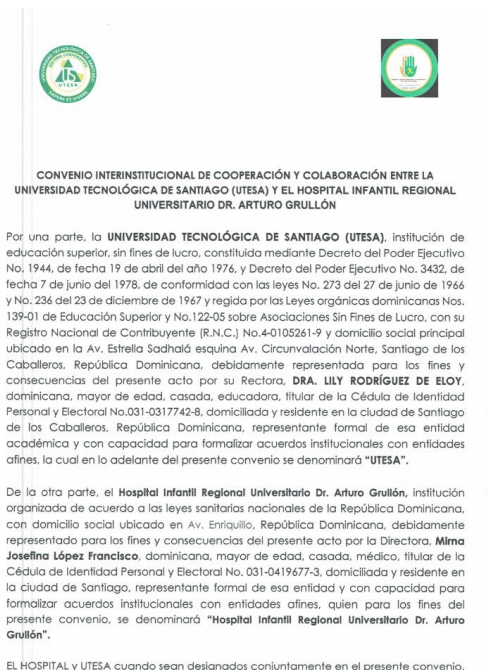 UNIVERSIDAD TECNOLÓGICA DE SANTIAGO
UTESA
CONVENIO INTERINSTITUCIONAL DE COOPERACIÓN Y COLABORACIÓN ENTRE LA
UNIVERSIDAD TECNOLÓGICA DE SANTIAGO (UTESA) Y EL HOSPITAL INFANTIL REGIONAL
UNIVERSITARIO DR. ARTURO GRULLÓN
Por una parte, la UNIVERSIDAD TECNOLÓGICA DE SANTIAGO (UTESA), institución de
educación superior, sin fines de lucro, constituida mediante Decreto del Poder Ejecutivo
No. 1944, de fecha 19 de abril del año 1976, y Decreto del Poder Ejecutivo No. 3432, de
fecha 7 de junio del 1978, de conformidad con las leyes No. 273 del 27 de junio de 1966
y No. 236 del 23 de diciembre de 1967 y regida por las Leyes orgánicas dominicanas Nos.
139-01 de Educación Superior y No.122-05 sobre Asociaciones Sin Fines de Lucro, con su
Registro Nacional de Contribuyente (R.N.C.) No.4-0105261-9 y domicilio social principal
ubicado en la Av. Estrella Sadhalá esquina Av. Circunvalación Norte, Santiago de los
Caballeros, República Dominicana, debidamente representada para los fines y
consecuencias del presente acto por su Rectora, DRA. LILY RODRÍGUEZ DE ELOY,
dominicana, mayor de edad, casada, educadora, titular de la Cédula de Identidad
Personal y Electoral No.031-0317742-8, domiciliada y residente en la ciudad de Santiago
de los Caballeros, República Dominicana, representante formal de esa entidad
académica y con capacidad para formalizar acuerdos institucionales con entidades
afines, la cual en lo adelante del presente convenio se denominará “UTESA”.
De la otra parte, el Hospital Infantil Regional Universitario Dr. Arturo Grullón, institución
organizada de acuerdo a las leyes sanitarias nacionales de la República Dominicana,
con domicilio social ubicado en Av. Enriquillo, República Dominicana, debidamente
representado para los fines y consecuencias del presente acto por la Directora, Mirna
Josefina López Francisco, dominicana, mayor de edad, casada, médico, titular de la
Cédula de Identidad Personal y Electoral No. 031-0419677-3, domiciliada y residente en
la ciudad de Santiago, representante formal de esa entidad y con capacidad para
formalizar acuerdos institucionales con entidades afines, quien para los fines del
presente convenio, se denominará “Hospital Infantil Regional Universitario Dr. Arturo
Grullón”.
EL HOSPITAL y UTESA cuando sean designados conjuntamente en el presente convenio,